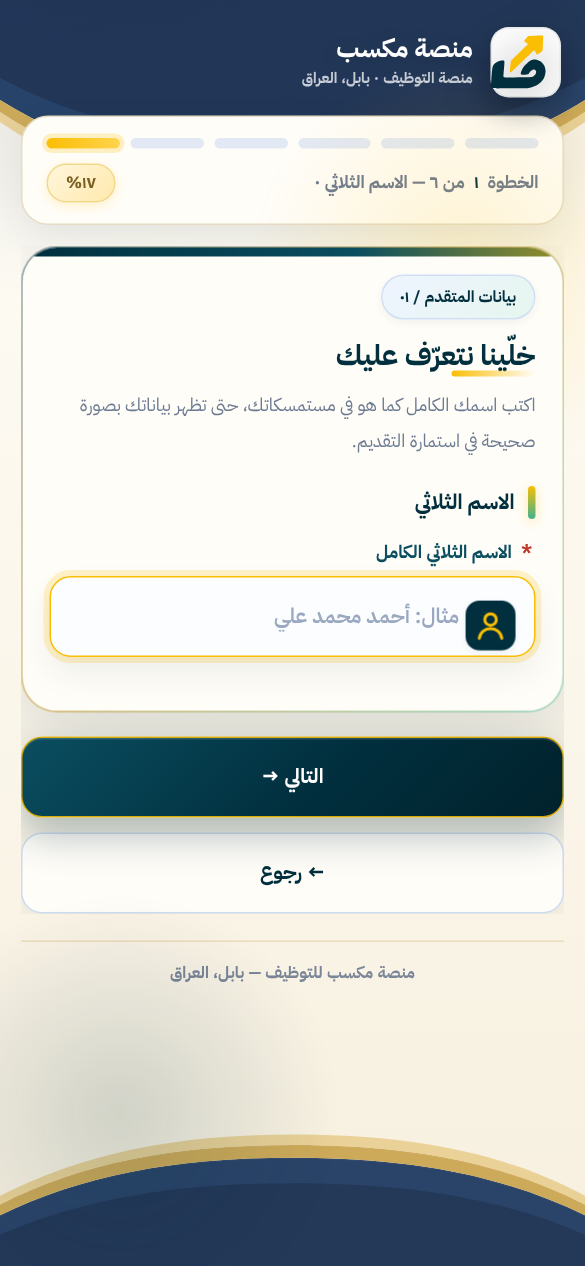 منصة مكسب
منصة التوظيف · بابل، العراق
الخطوة ١ من ٦ — الاسم الثلاثي ·
١٧%
بيانات المتقدم / ٠١
خلّينا نتعرّف عليك
اكتب اسمك الكامل كما هو في مستمسكاتك، حتى تظهر بياناتك بصورة
صحيحة في استمارة التقديم.
الاسم الثلاثي
* الاسم الثلاثي الكامل
مثال: أحمد محمد علي
التالي →
← رجوع
منصة مكسب للتوظيف — بابل، العراق